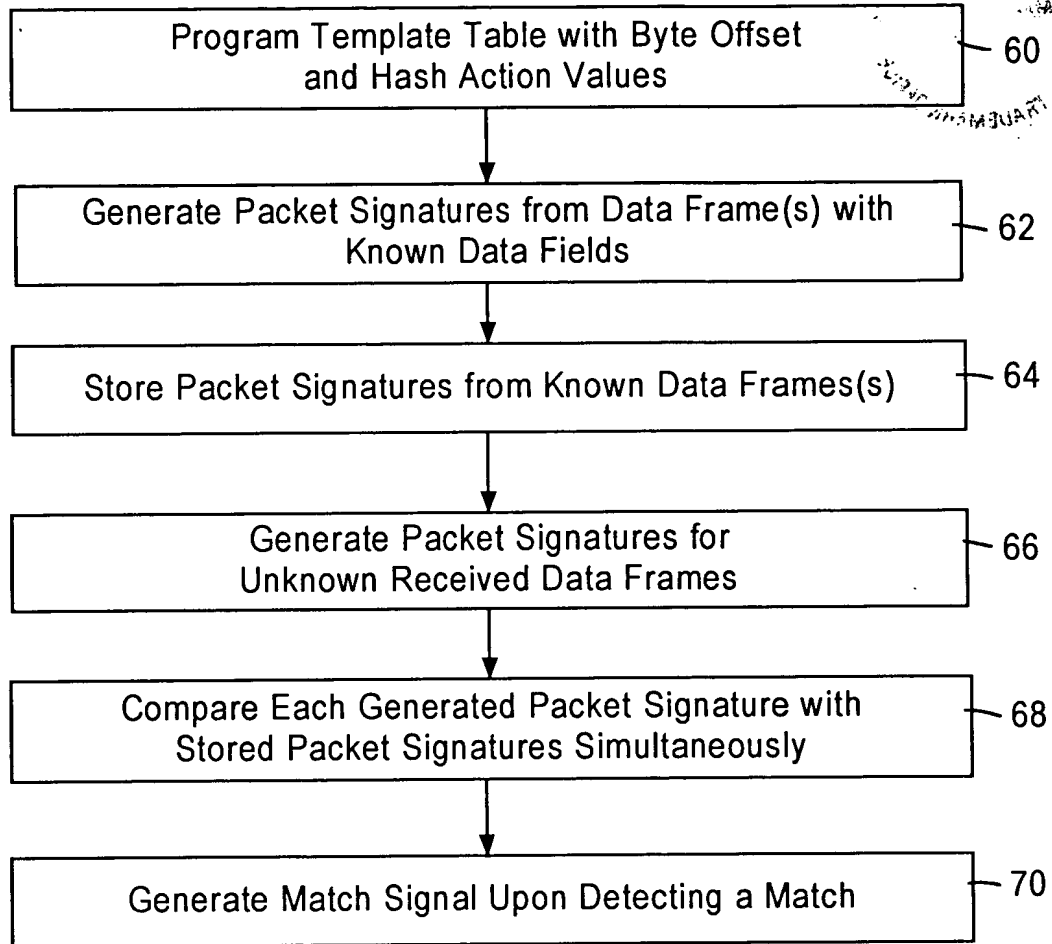 Program Template Table with Byte Offset
and Hash Action Values
60
Generate Packet Signatures from Data Frame(s) with
Known Data Fields
62
Store Packet Signatures from Known Data Frames(s)
64
Generate Packet Signatures for
Unknown Received Data Frames
66
Compare Each Generated Packet Signature with
Stored Packet Signatures Simultaneously
68
Generate Match Signal Upon Detecting a Match
70